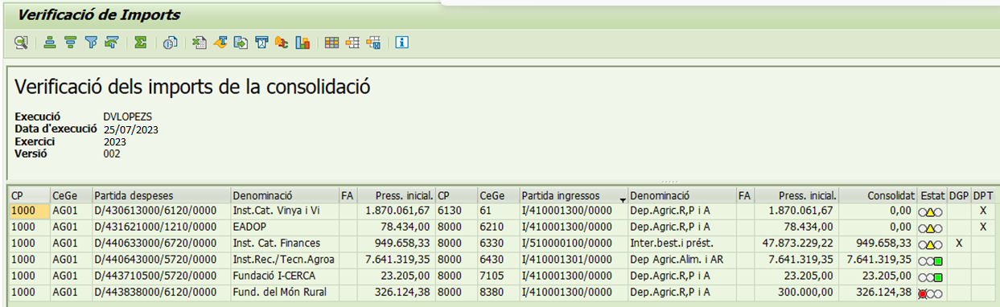 Verificació de Imports
Verificació dels imports de la consolidació
Execució DVLOPEZS
Data d'execució 25/07/2023
Exercici 2023
Versió 002
CP CeGe Partida despeses Denominació FA Press. inicial. CP CeGe Partida ingressos Denominació FA Press. inicial. Consolidat Estat DGP DPT
1000 AG01 D/430613000/6120/0000 Inst.Cat. Vinya i Vi 1.870.061,67 6130 61 I/410001300/0000 Dep.Agric.R,P i A 1.870.061,67 0,00 X
1000 AG01 D/431621000/1210/0000 EADOP 78.434,00 8000 6210 I/410001300/0000 Dep.Agric.R,P i A 78.434,00 0,00 X
1000 AG01 D/440633000/6720/0000 Inst. Cat. Finances 949.658,33 8000 6330 I/510000100/0000 Inter.best.i prést. 47.873.229,22 949.658,33 X
1000 AG01 D/440643000/5720/0000 Inst.Rec./Tecn.Agroa 7.641.319,35 8000 6430 I/410001301/0000 Dep Agric.Alim. i AR 7.641.319,35 7.641.319,35
1000 AG01 D/443710500/5720/0000 Fundació I-CERCA 23.205,00 8000 7105 I/410001300/0000 Dep.Agric.R,P i A 23.205,00 23.205,00
1000 AG01 D/443838000/6120/0000 Fund. del Món Rural 326.124,38 8000 8380 I/410001300/0000 Dep.Agric.R,P i A 300.000,00 326.124,38